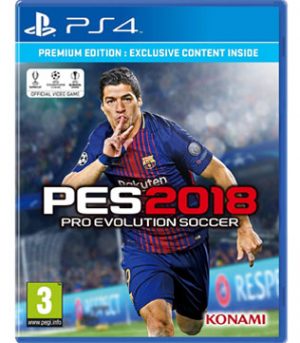 PS4
PREMIUM EDITION : EXCLUSIVE CONTENT INSIDE
OFFICIAL VIDEO GAME
Rakuten
PES2018
PRO EVOLUTION SOCCER
RESP
3
www.pegi.info
KONAMI